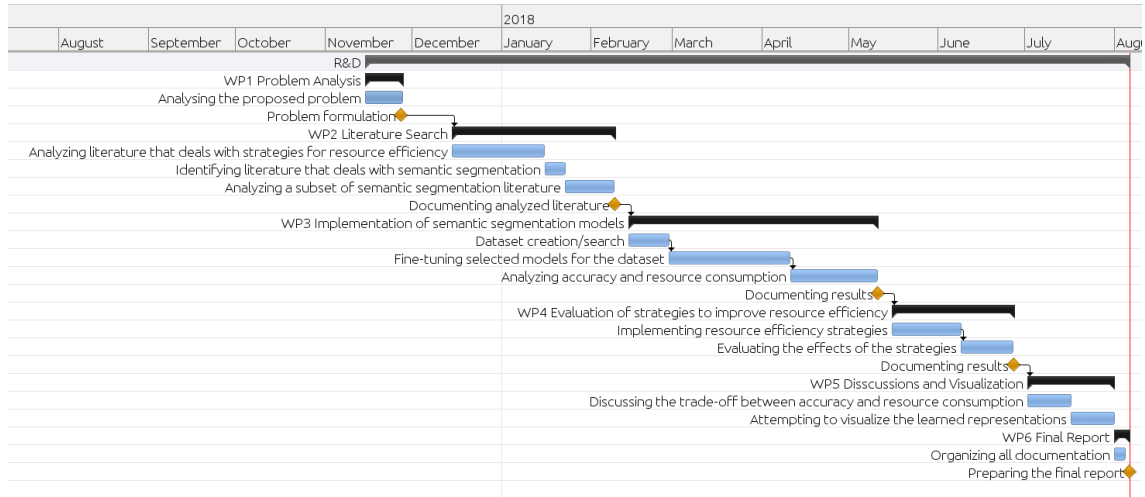 2018
August September October November December January February March April May June July Augu
R&D
WP1 Problem Analysis
Analysing the proposed problem
Problem formulation
WP2 Literature Search
Analyzing literature that deals with strategies for resource efficiency
Identifying literature that deals with semantic segmentation
Analyzing a subset of semantic segmentation literature
Documenting analyzed literature
WP3 Implementation of semantic segmentation models
Dataset creation/search
Fine-tuning selected models for the dataset
Analyzing accuracy and resource consumption
Documenting results
WP4 Evaluation of strategies to improve resource efficiency
Implementing resource efficiency strategies
Evaluating the effects of the strategies
Documenting results
WP5 Disscussions and Visualization
Discussing the trade-off between accuracy and resource consumption
Attempting to visualize the learned representations
WP6 Final Report
Organizing all documentation
Preparing the final report